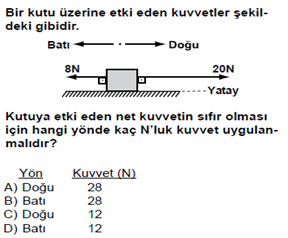 Bir kutu üzerine etki eden kuvvetler şekil-
deki gibidir.
Batı Doğu
8N 20N
Yatay
Kutuya etki eden net kuvvetin sıfır olması
için hangi yönde kaç N'luk kuvvet uygulan-
malıdır?
Yön Kuvvet (N)
A) Doğu 28
B) Batı 28
C) Doğu 12
D) Batı 12